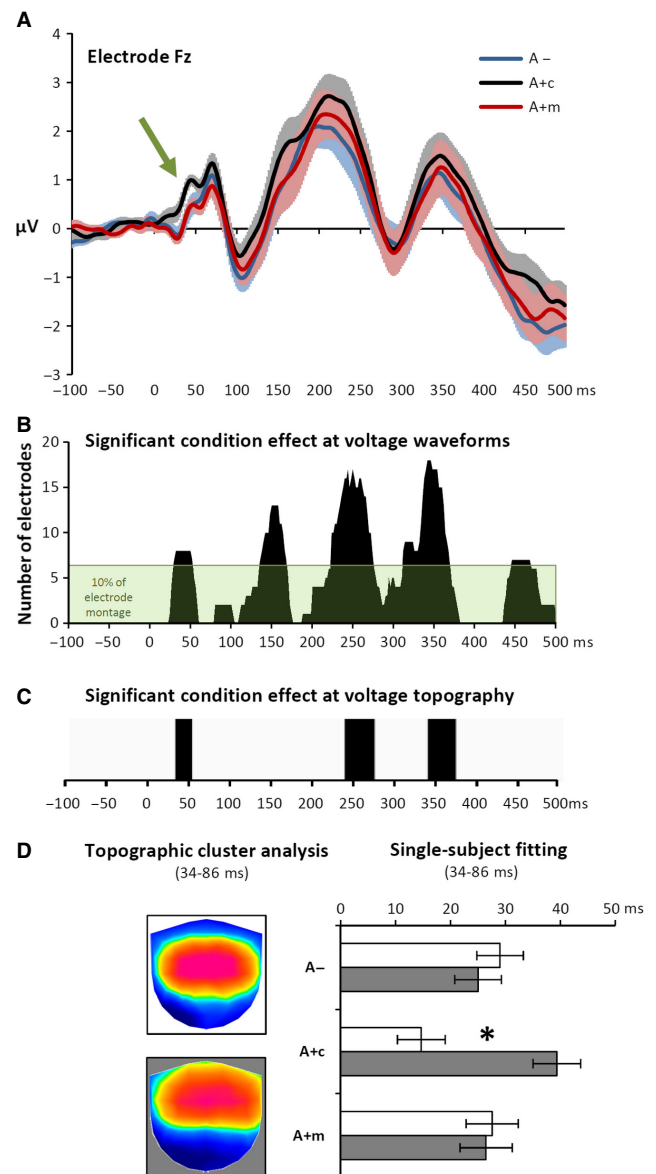 A
Electrode Fz
A –
A+c
A+m
4
3
2
1
0
−1
−2
−3
µV
−100 −50 0 50 100 150 200 250 300 350 400 450 500 ms
B
Significant condition effect at voltage waveforms
Number of electrodes
20
15
10
5
0
10% of
electrode
montage
−100 −50 0 50 100 150 200 250 300 350 400 450 500 ms
C
Significant condition effect at voltage topography
−100 −50 0 50 100 150 200 250 300 350 400 450 500ms
D
Topographic cluster analysis
(34-86 ms)
Single-subject fitting
(34-86 ms)
0 10 20 30 40 50 ms
A−
A+c
*
A+m